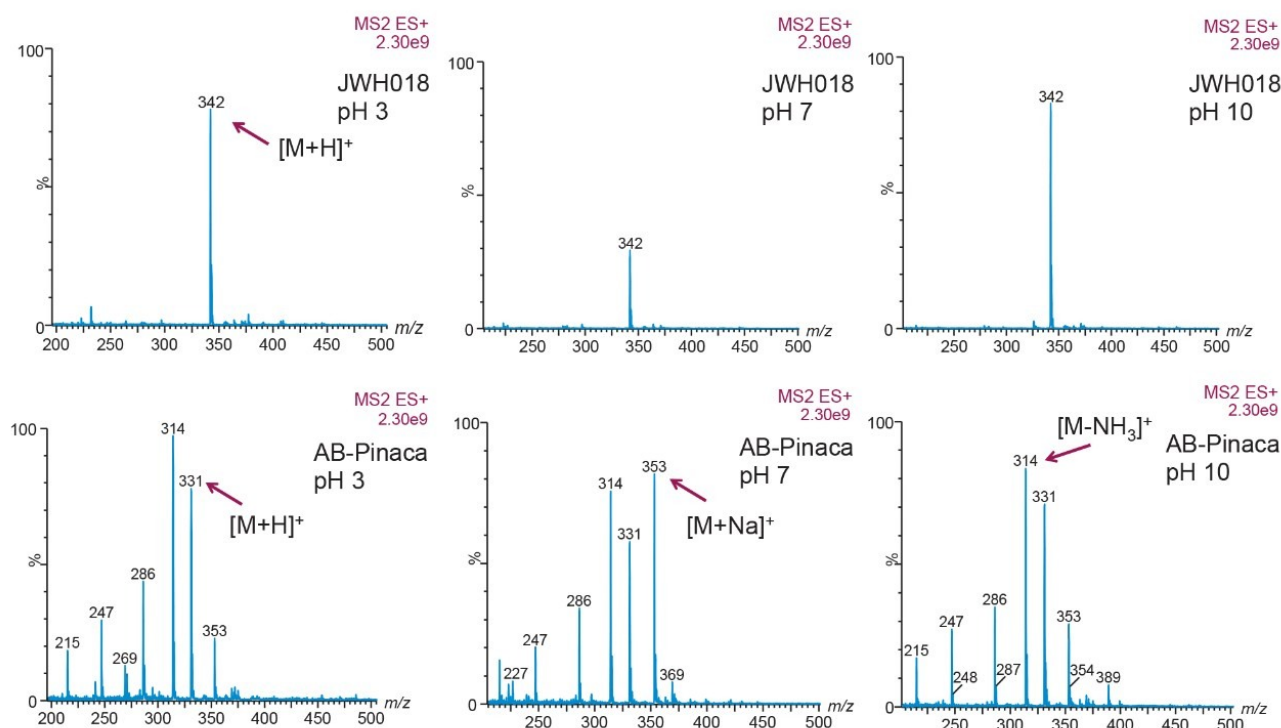 MS2 ES+
2.30e9
100
JWH018
pH 3
342
[M+H]+
%
0
200 250 300 350 400 450 500 m/z
MS2 ES+
2.30e9
100
JWH018
pH 7
342
%
0
250 300 350 400 450 500 m/z
MS2 ES+
2.30e9
100
JWH018
pH 10
342
%
0
250 300 350 400 450 500 m/z
MS2 ES+
2.30e9
100
314
AB-Pinaca
pH 3
331
[M+H]+
%
286
247
215
269
353
0
200 250 300 350 400 450 500 m/z
MS2 ES+
2.30e9
100
AB-Pinaca
pH 7
353
314
[M+Na]+
331
%
286
247
227
369
0
250 300 350 400 450 500 m/z
MS2 ES+
2.30e9
100
[M-NH₃]+
AB-Pinaca
pH 10
314
331
%
286
247
353
215
248
287
354
389
0
250 300 350 400 450 500 m/z